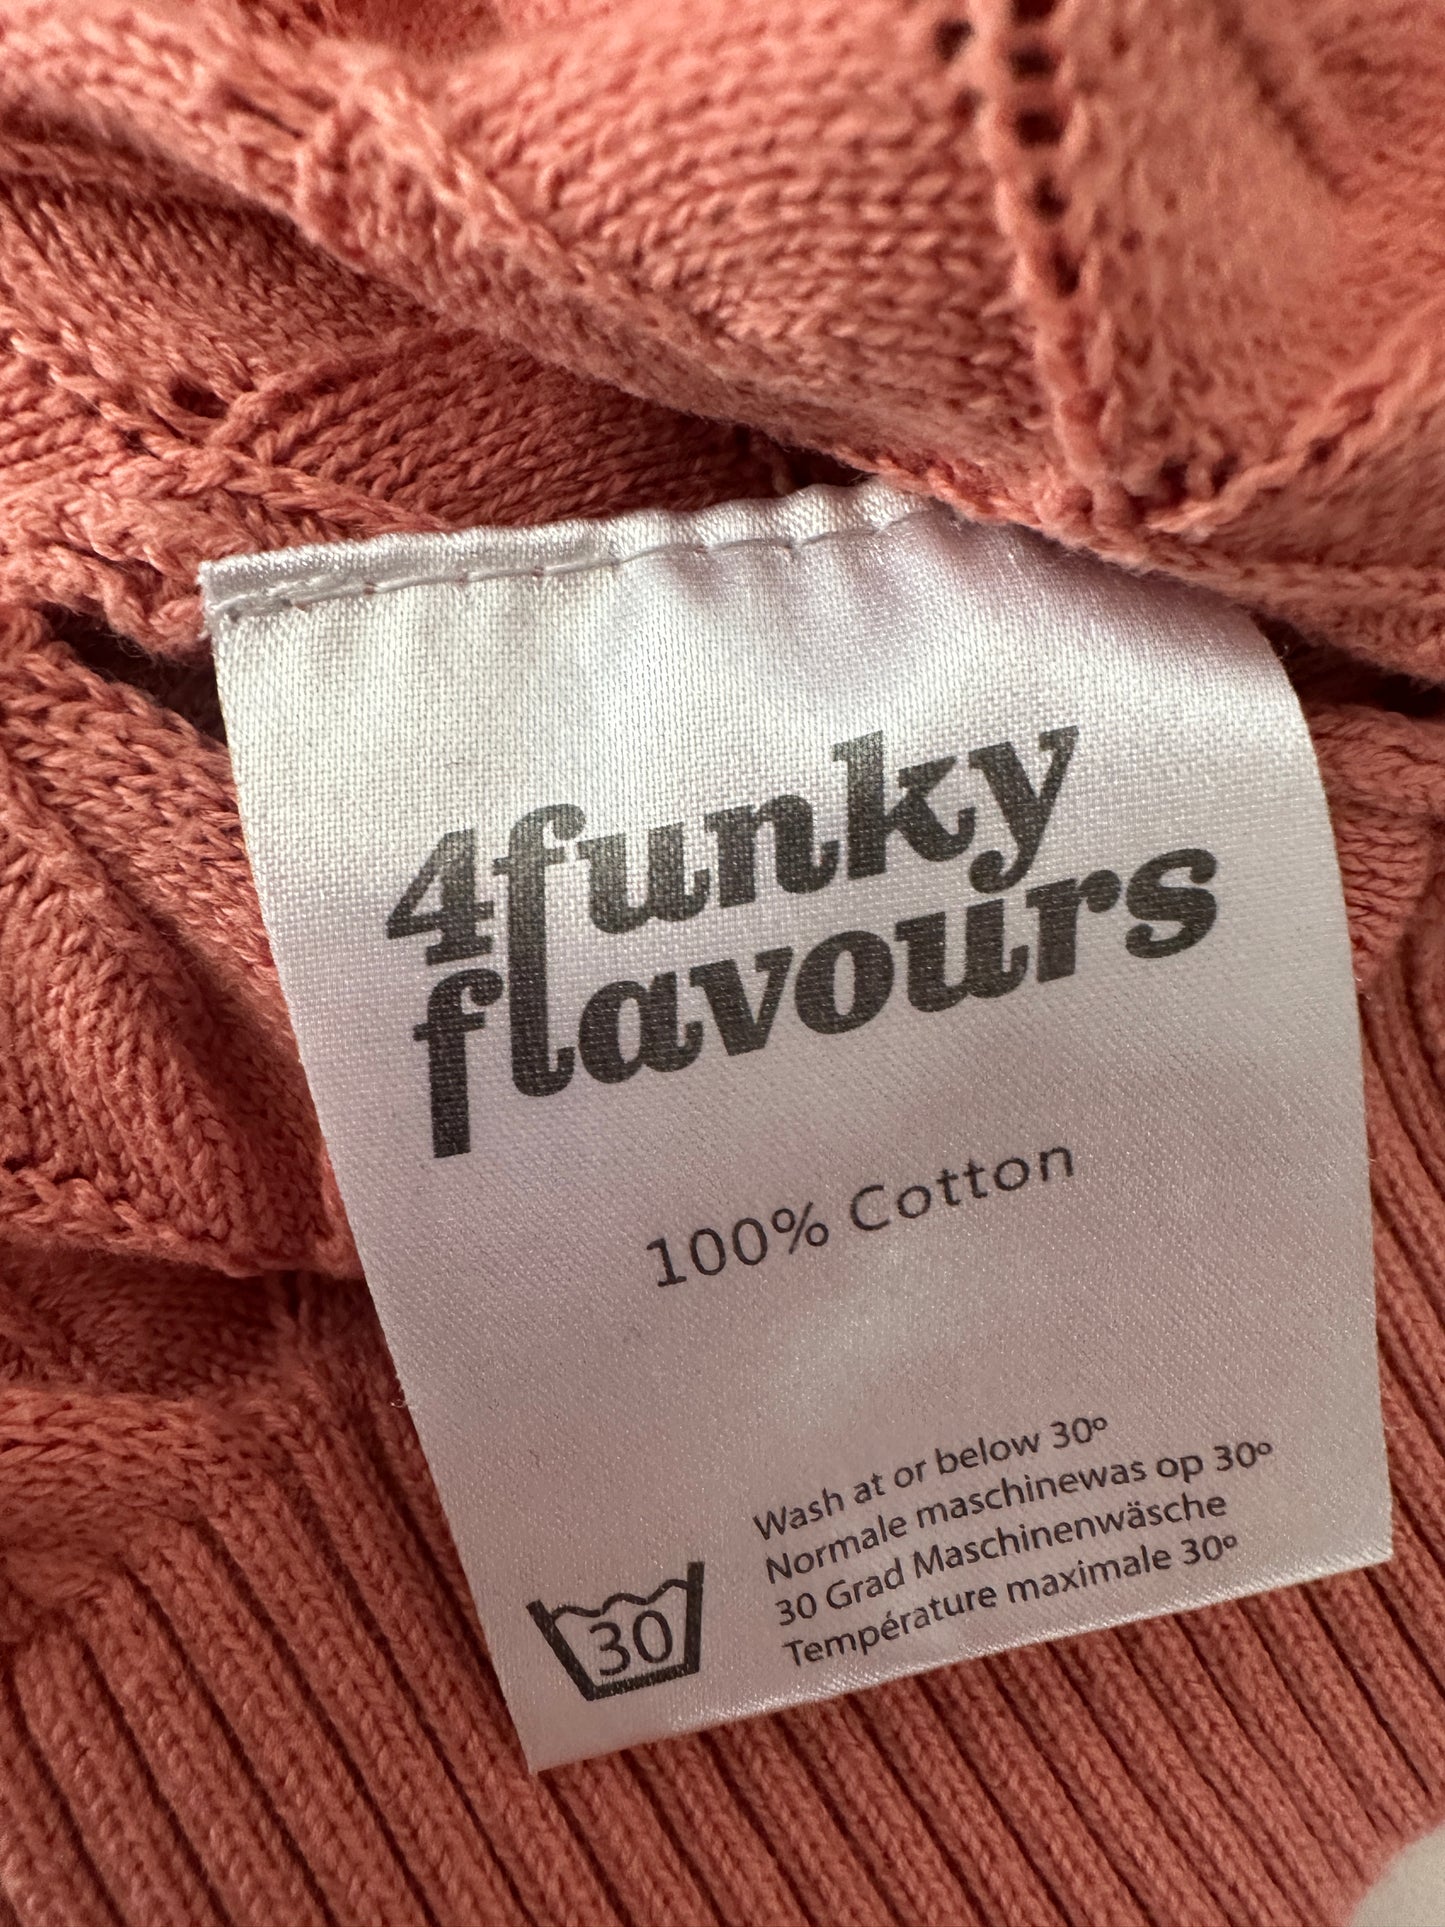 4funky
flavours
100% Cotton
Wash at or below 30º
Normale maschinewas op 30º
30 Grad Maschinenwäsche
Température maximale 30º
30